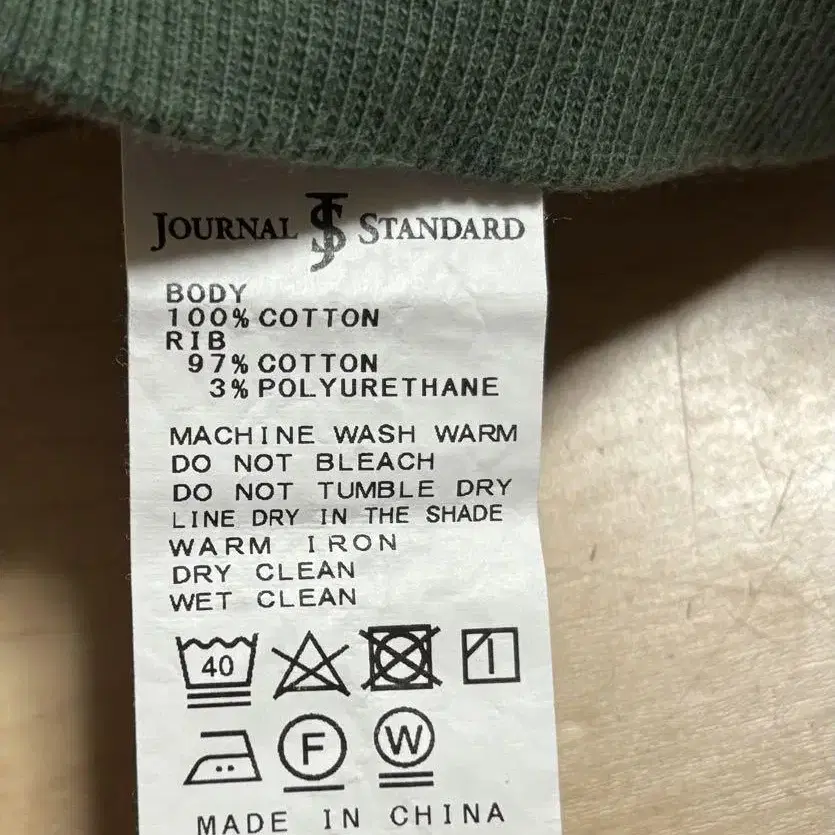 JOURNAL JS STANDARD
BODY
100% COTTON
RIB
97% COTTON
3% POLYURETHANE
MACHINE WASH WARM
DO NOT BLEACH
DO NOT TUMBLE DRY
LINE DRY IN THE SHADE
WARM IRON
DRY CLEAN
WET CLEAN
40
F W
MADE IN CHINA